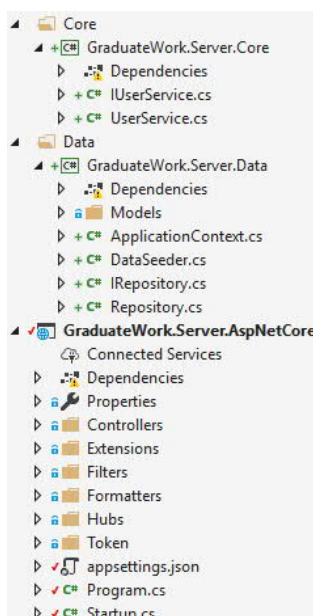 Core
GraduateWork.Server.Core
Dependencies
IUserService.cs
UserService.cs
Data
GraduateWork.Server.Data
Dependencies
Models
ApplicationContext.cs
DataSeeder.cs
IRepository.cs
Repository.cs
GraduateWork.Server.AspNetCore
Connected Services
Dependencies
Properties
Controllers
Extensions
Filters
Formatters
Hubs
Token
appsettings.json
C# Program.cs
C# Startup.cs